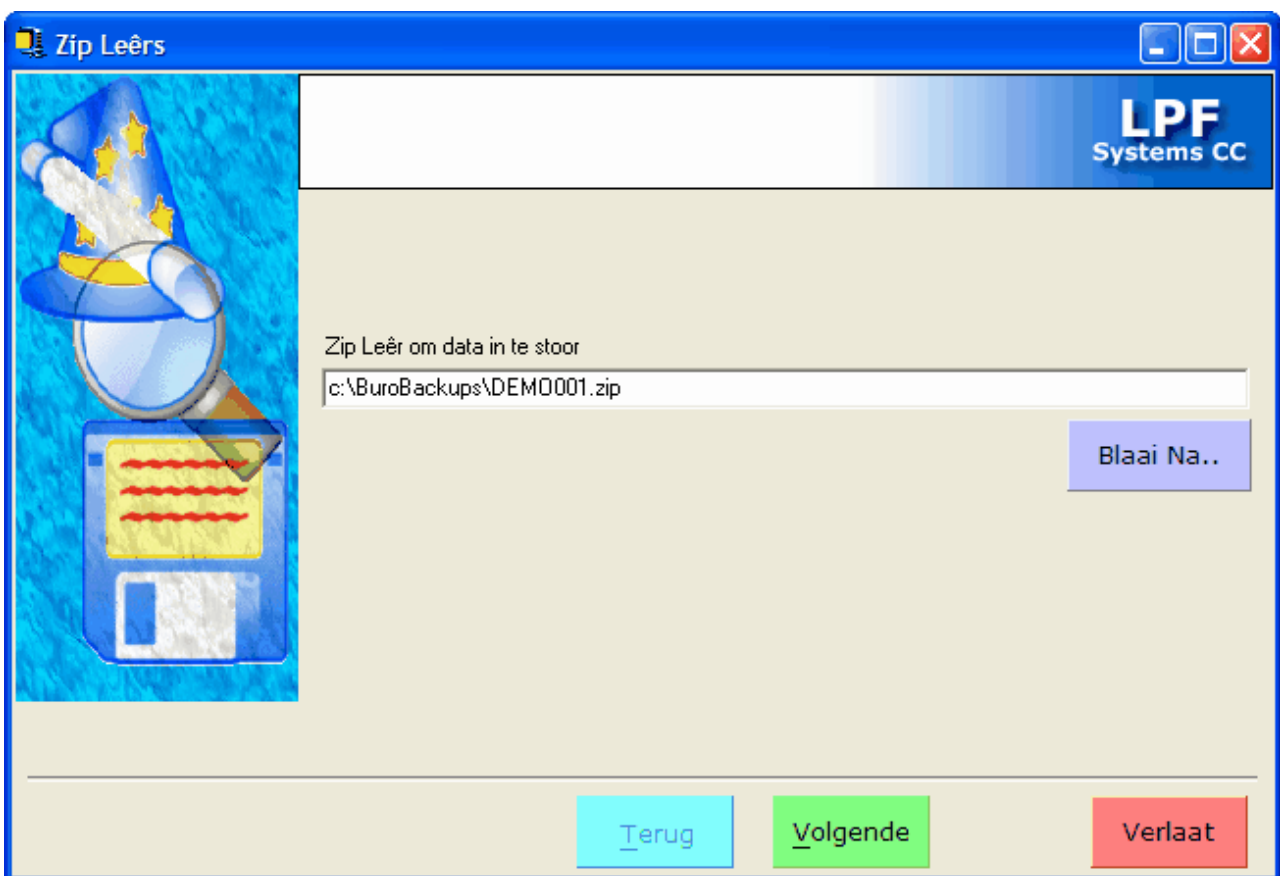 Zip Leêrs
LPF
Systems CC
Zip Leêr om data in te stoor
c:\BuroBackups\DEMO001.zip
Blaai Na..
Terug
Volgende
Verlaat